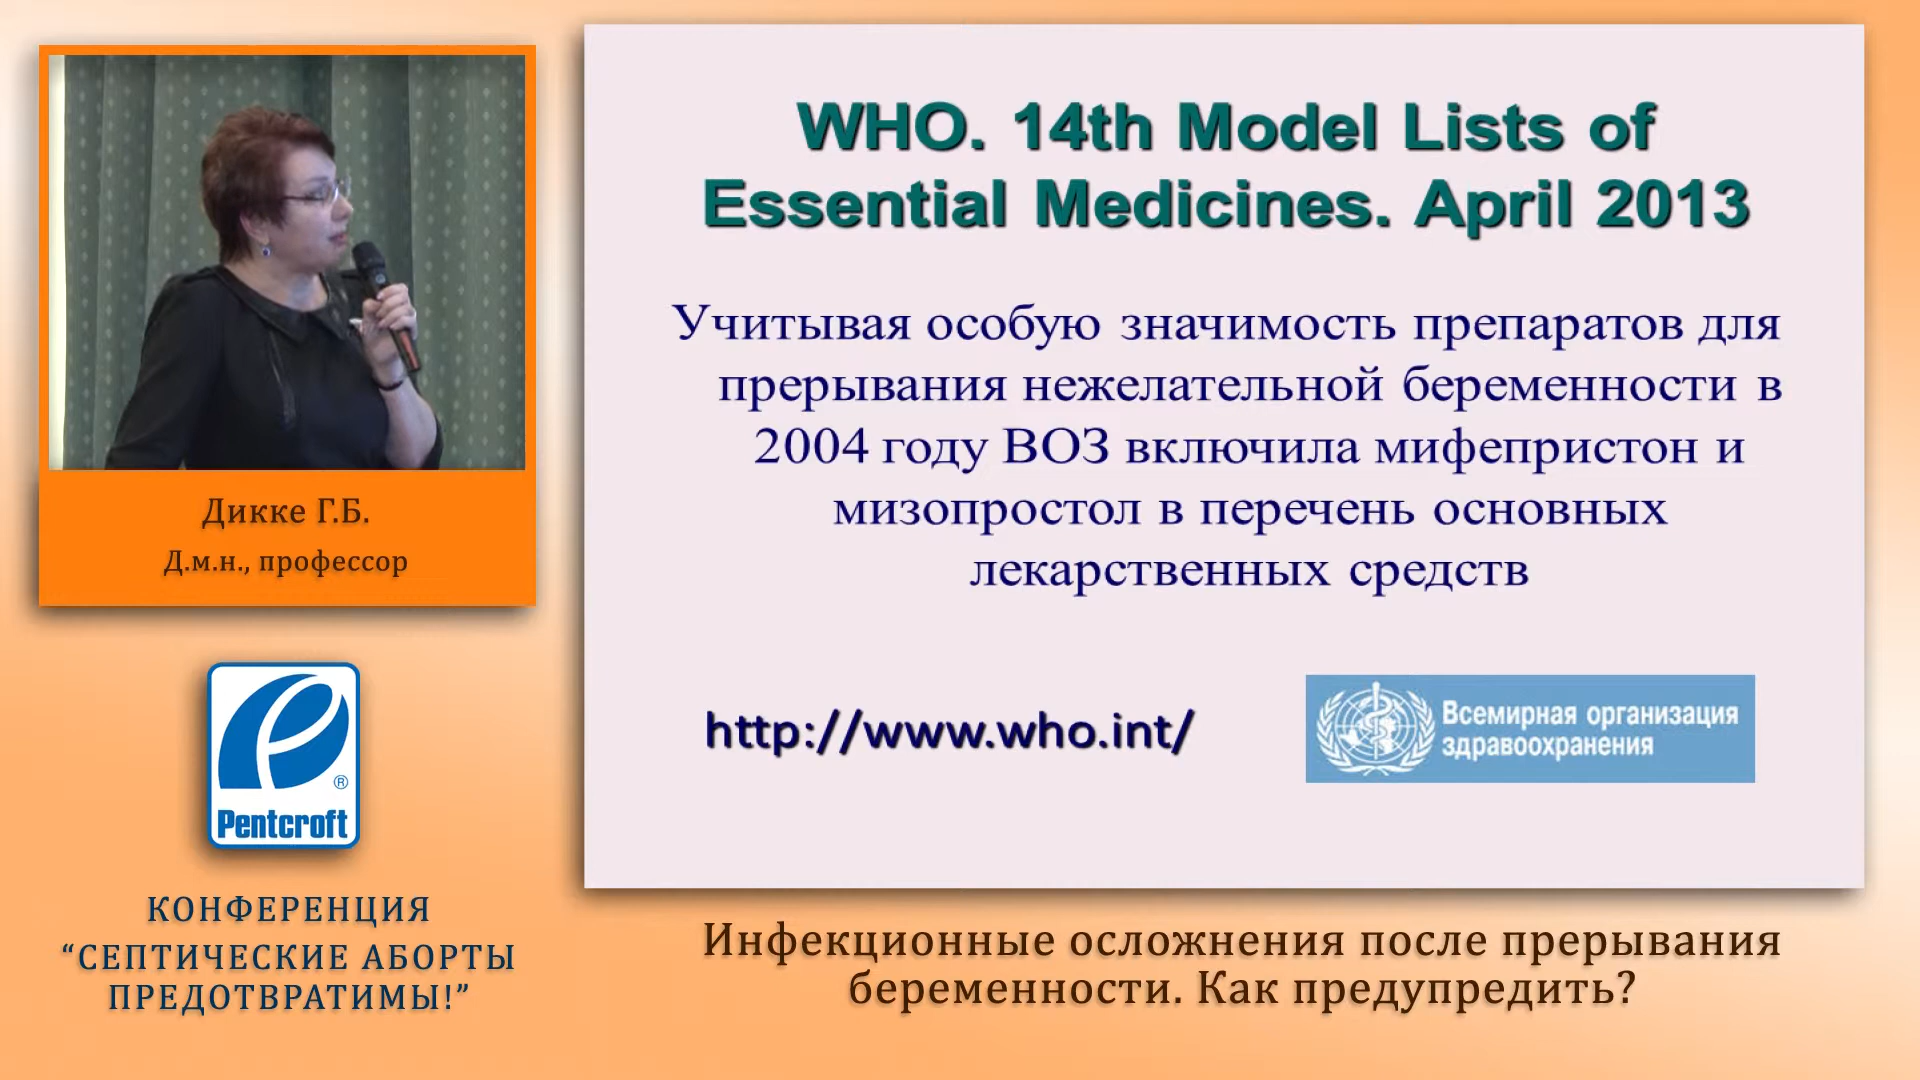 Дикке Г.Б.
Д.м.н., профессор
Pentcroft
®
КОНФЕРЕНЦИЯ
“СЕПТИЧЕСКИЕ АБОРТЫ
ПРЕДОТВРАТИМЫ!”
WHO. 14th Model Lists of
Essential Medicines. April 2013
Учитывая особую значимость препаратов для
прерывания нежелательной беременности в
2004 году ВОЗ включила мифепристон и
мизопростол в перечень основных
лекарственных средств
http://www.who.int/
Всемирная организация
здравоохранения
Инфекционные осложнения после прерывания
беременности. Как предупредить?